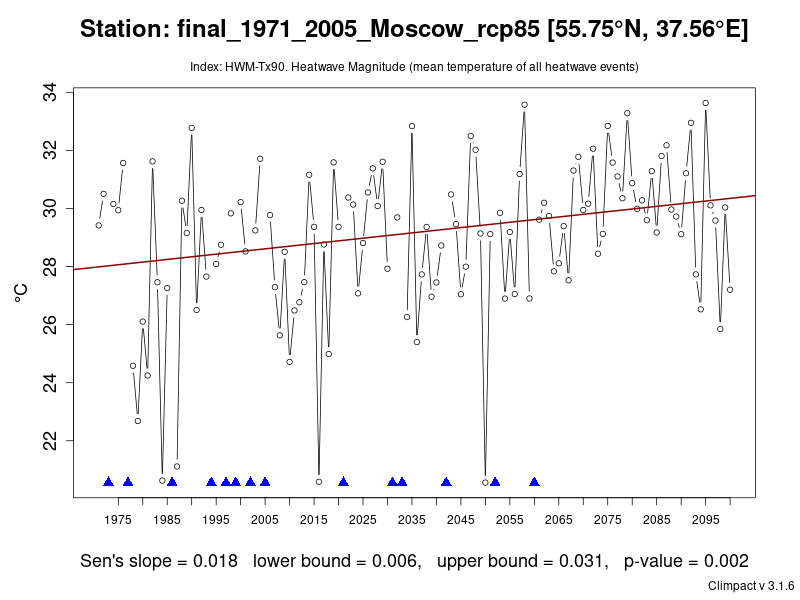 Station: final_1971_2005_Moscow_rcp85 [55.75°N, 37.56°E]
Index: HWM-Tx90. Heatwave Magnitude (mean temperature of all heatwave events)
34
32
30
28
26
24
22
°C
1975 1985 1995 2005 2015 2025 2035 2045 2055 2065 2075 2085 2095
Sen's slope = 0.018 lower bound = 0.006, upper bound = 0.031, p-value = 0.002
Climpact v 3.1.6